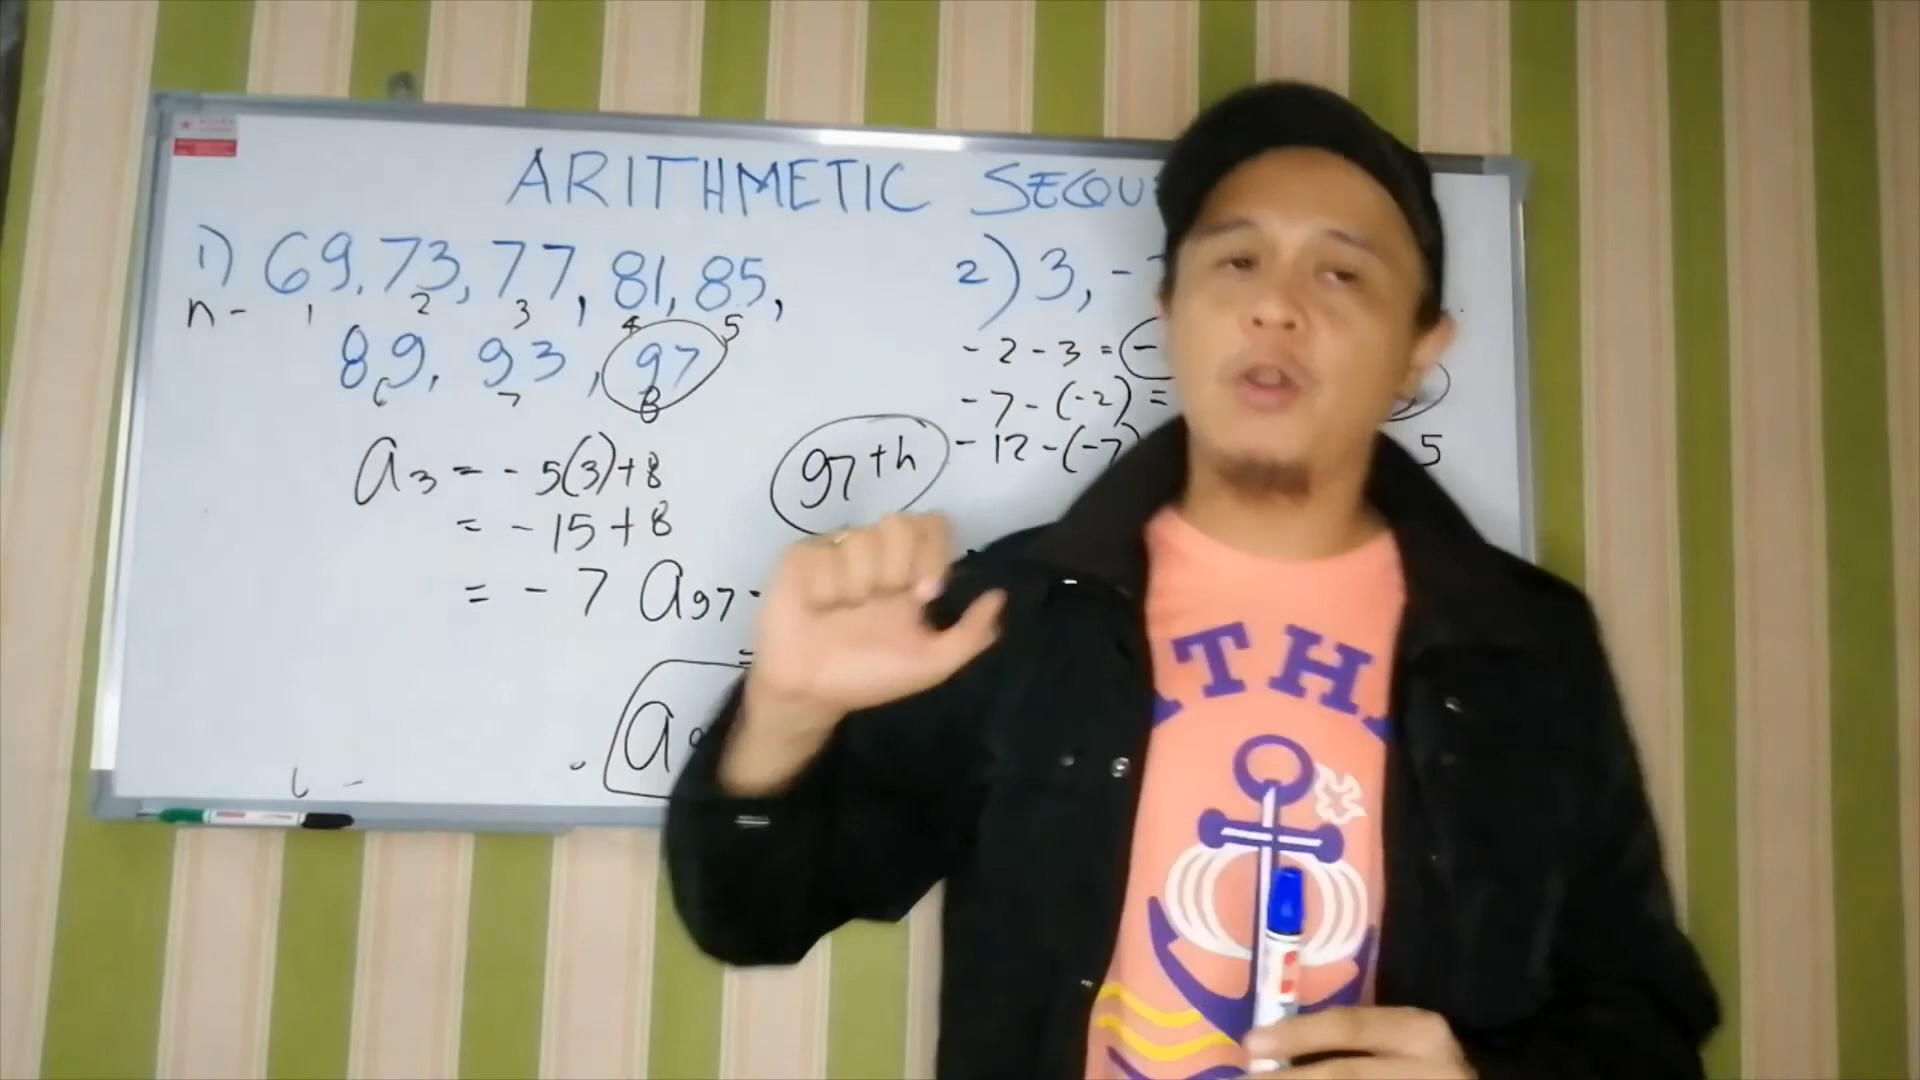 ARITHMETIC SEQU
1) 69, 73, 77, 81, 85,
n - 1 2 3 4 5
89, 93, 97
6 7 8
a3 = - 5(3)+8
= - 15 + 8
= - 7
97th
a97
a
2) 3, -
- 2 - 3 = -
- 7 - (-2) =
- 12 - (-7)
5
TH